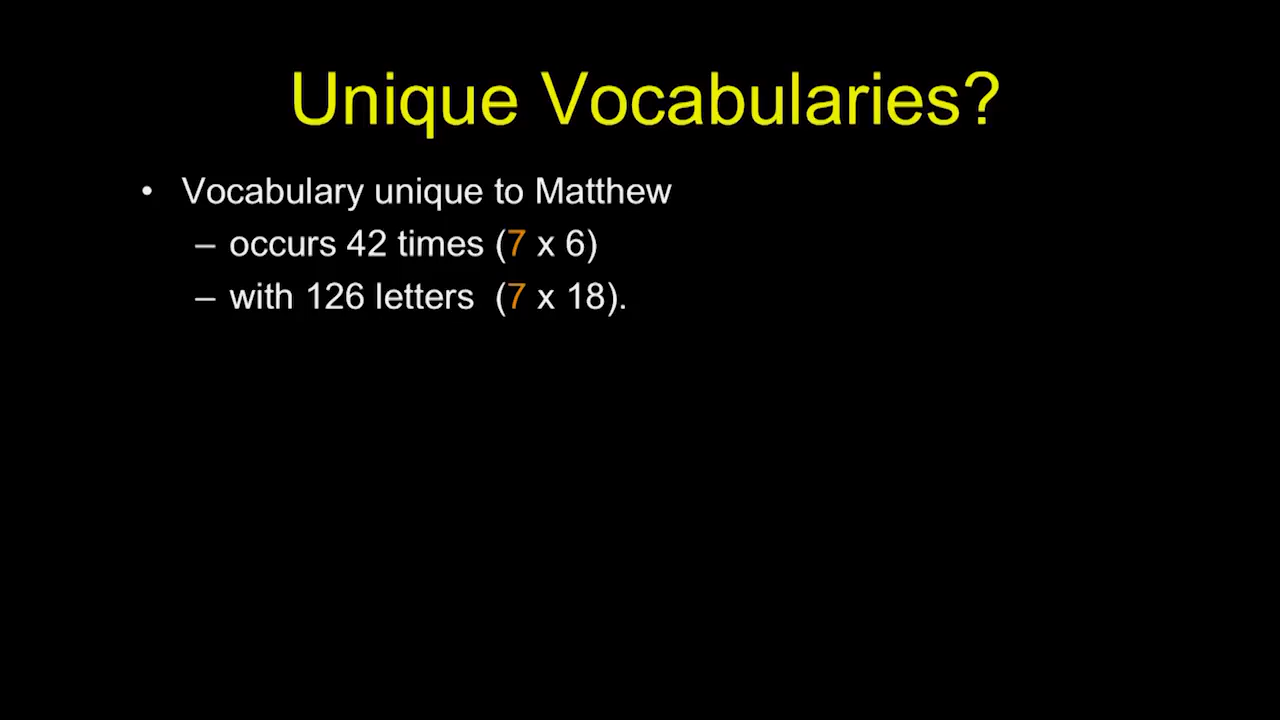 Unique Vocabularies?
• Vocabulary unique to Matthew
– occurs 42 times (7 x 6)
– with 126 letters (7 x 18).